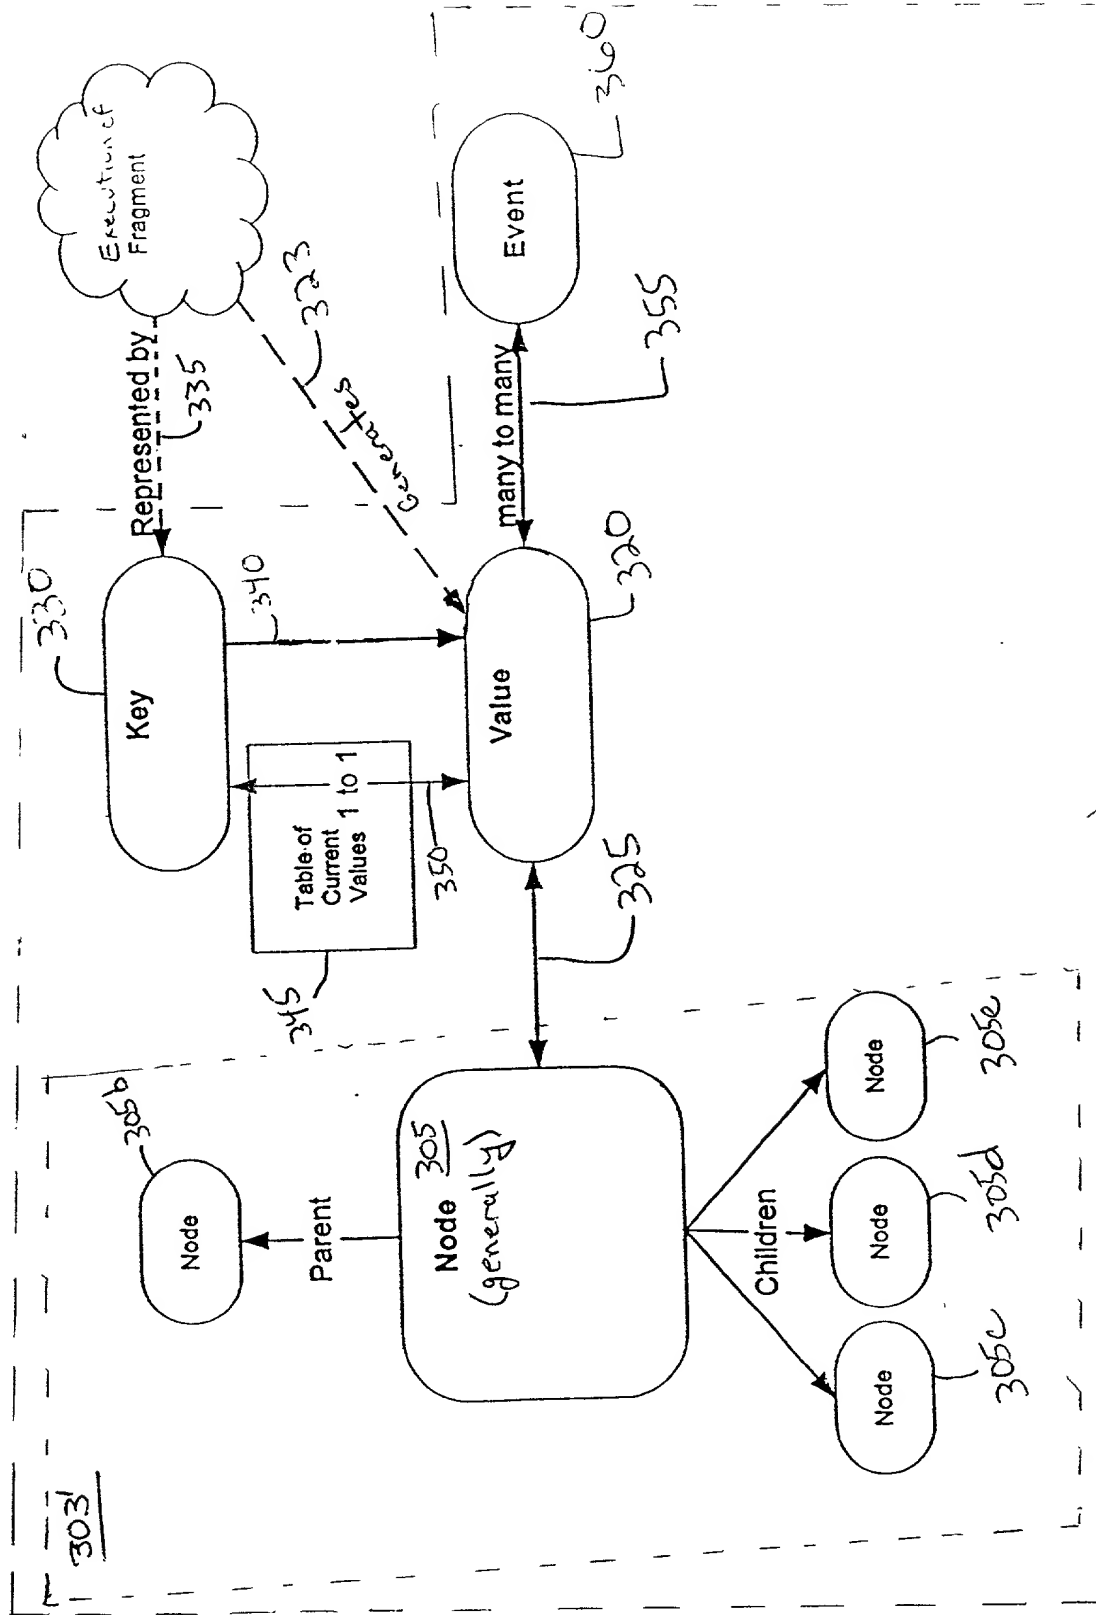 303'
Node
305b
Parent
Node 305
(generally)
Children
Node
305c
Node
305d
Node
305e
325
345
Table of
Current
Values
1 to 1
350
Key
330
340
Value
320
Represented by
335
Execution of
Fragment
323
Generates
many to many
355
Event
360